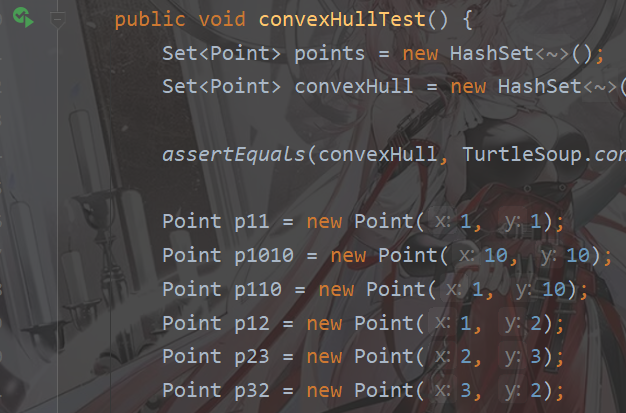 public void convexHullTest() {
Set<Point> points = new HashSet<~>();
Set<Point> convexHull = new HashSet<~>(
assertEquals(convexHull, TurtleSoup.con
Point p11 = new Point( x: 1, y: 1);
Point p1010 = new Point( x: 10, y: 10);
Point p110 = new Point( x: 1, y: 10);
Point p12 = new Point( x: 1, y: 2);
Point p23 = new Point( x: 2, y: 3);
Point p32 = new Point( x: 3, y: 2);